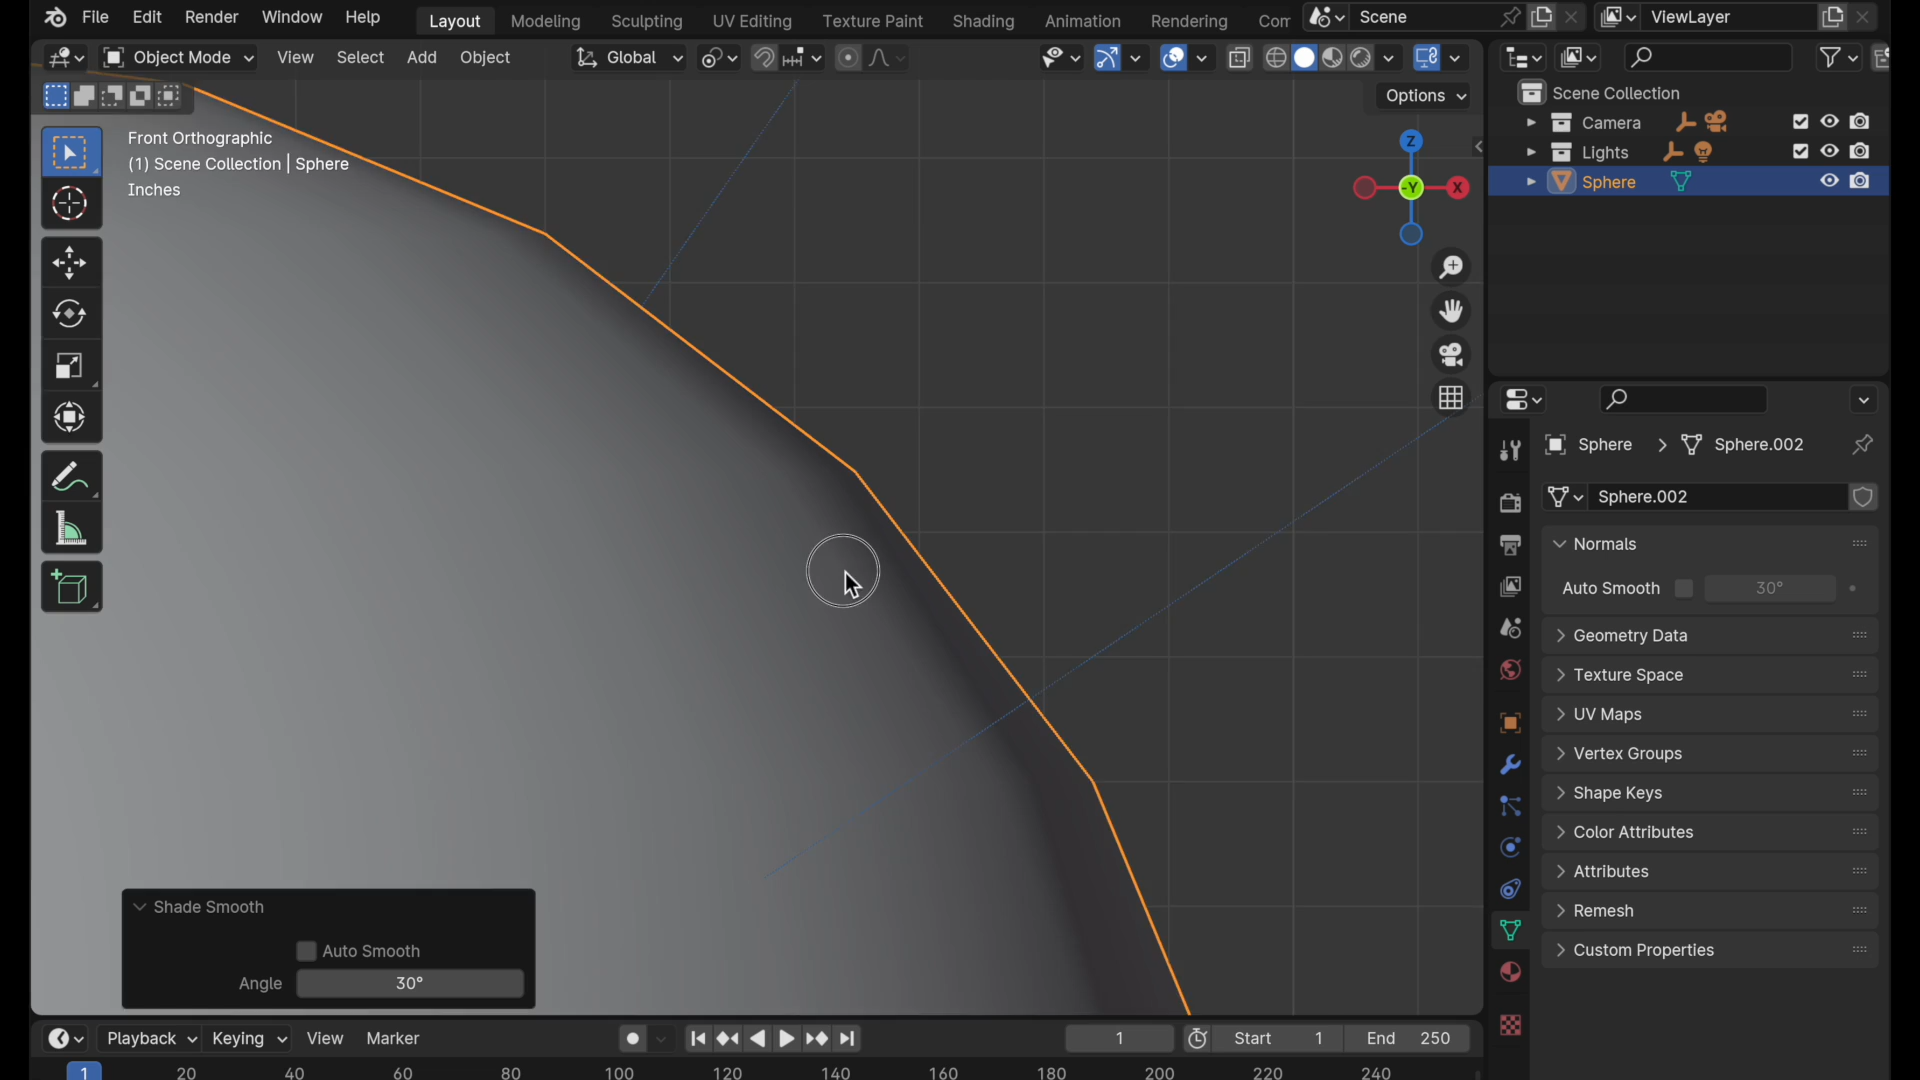 File Edit Render Window Help Layout Modeling Sculpting UV Editing Texture Paint Shading Animation Rendering Scene ViewLayer
Object Mode View Select Add Object Global
Options
Front Orthographic
(1) Scene Collection | Sphere
Inches
Z
-Y X
Scene Collection
Camera
Lights
Sphere
Sphere Sphere.002
Sphere.002
Normals
Auto Smooth 30°
Geometry Data
Texture Space
UV Maps
Vertex Groups
Shape Keys
Color Attributes
Attributes
Remesh
Custom Properties
Shade Smooth
Auto Smooth
Angle 30°
Playback Keying View Marker 1 Start 1 End 250
1 20 40 60 80 100 120 140 160 180 200 220 240